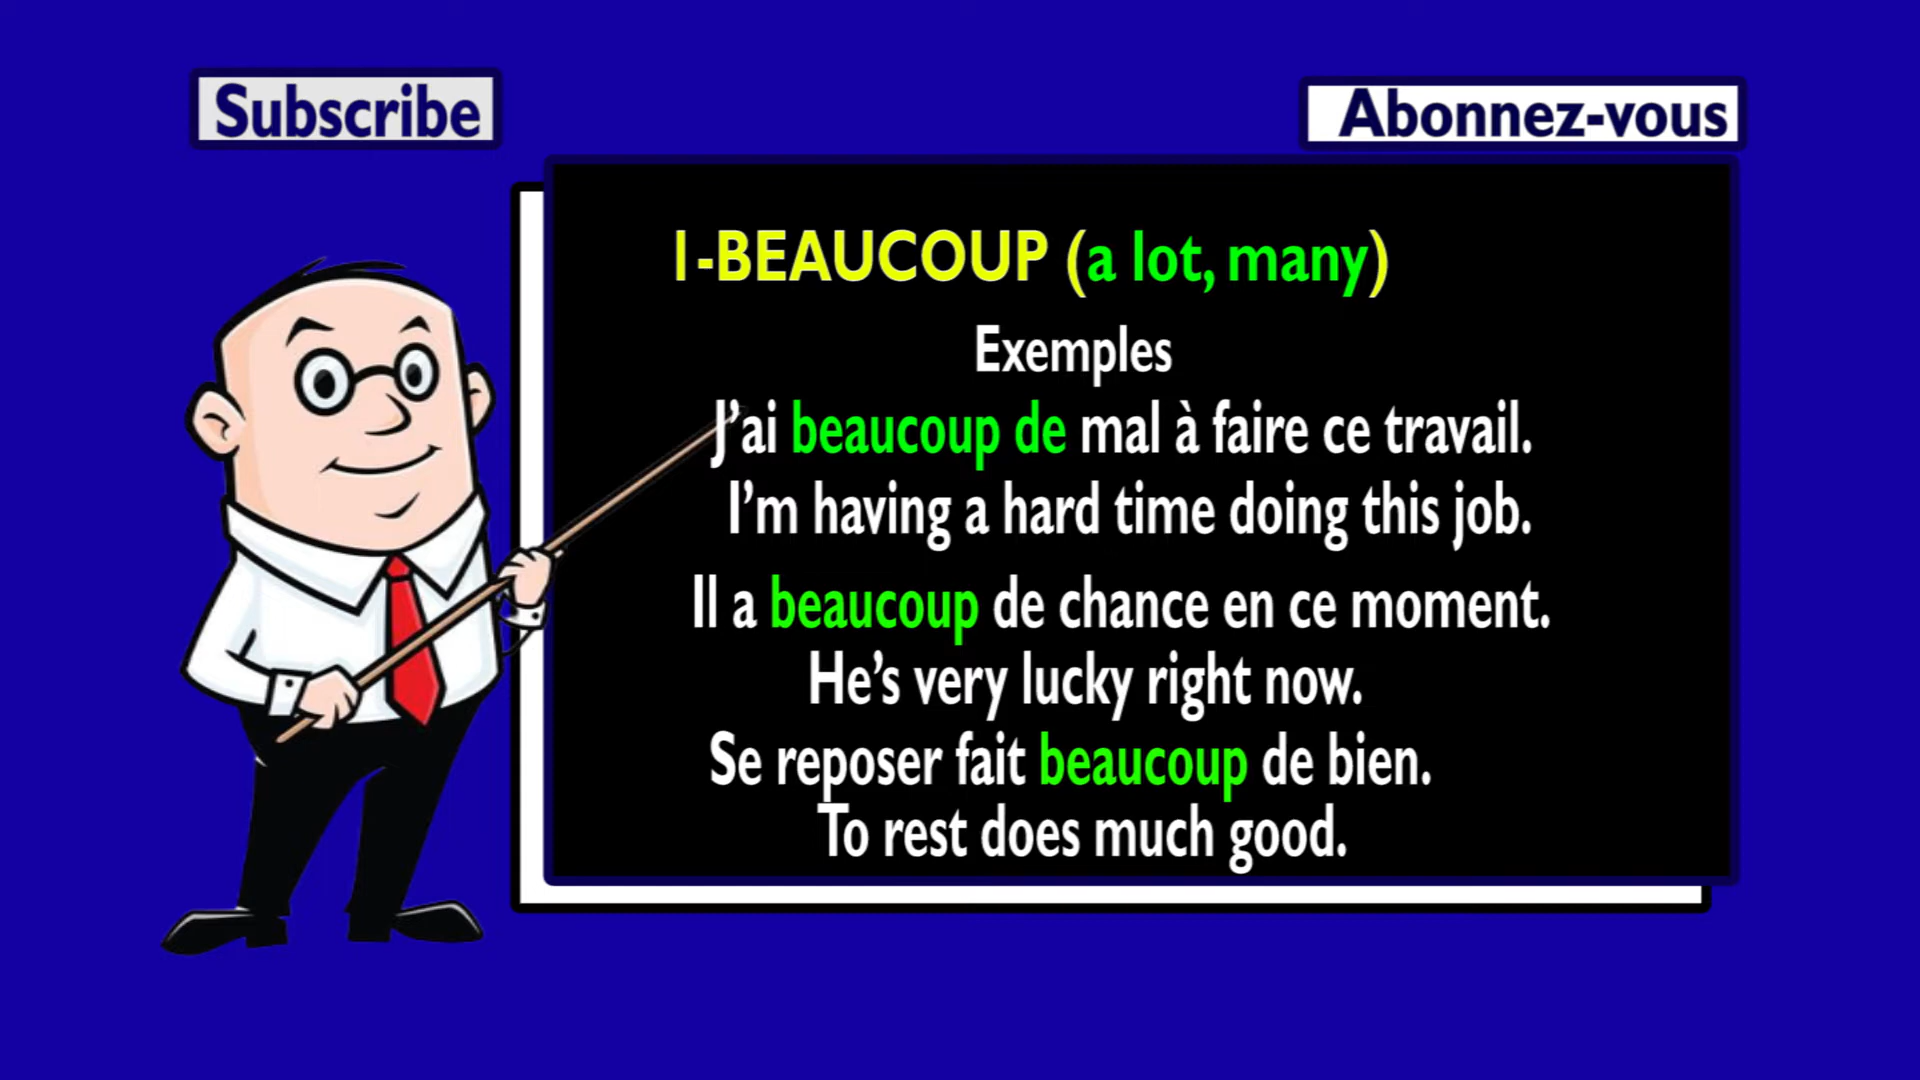 Subscribe
Abonnez-vous
1-BEAUCOUP (a lot, many)
Exemples
J'ai beaucoup de mal à faire ce travail.
I'm having a hard time doing this job.
Il a beaucoup de chance en ce moment.
He's very lucky right now.
Se reposer fait beaucoup de bien.
To rest does much good.